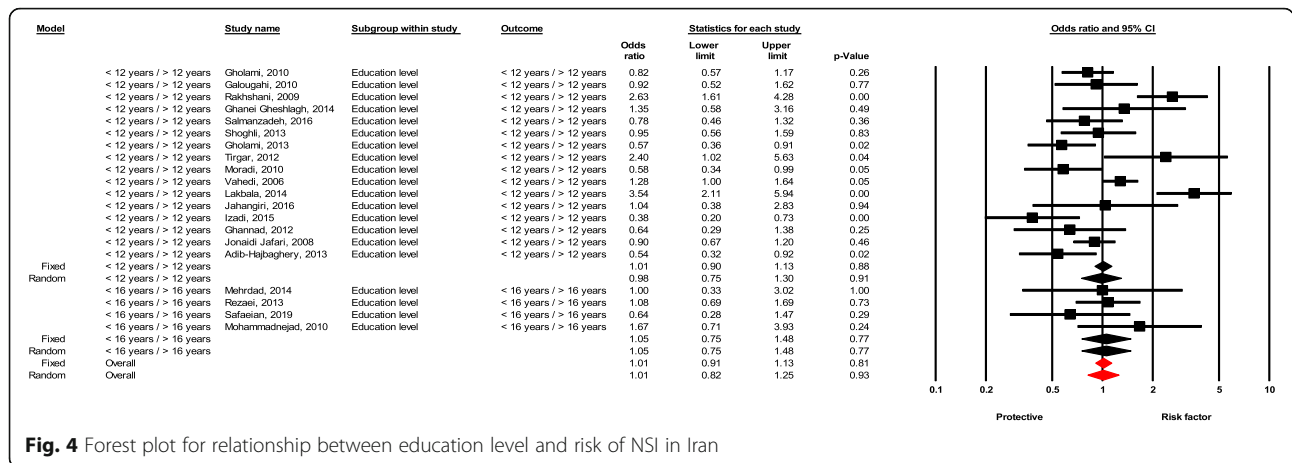 Model Study name Subgroup within study Outcome Statistics for each study Odds ratio and 95% CI
Odds Lower Upper
ratio limit limit p-Value
< 12 years / > 12 years Gholami, 2010 Education level < 12 years / > 12 years 0.82 0.57 1.17 0.26
< 12 years / > 12 years Galougahi, 2010 Education level < 12 years / > 12 years 0.92 0.52 1.62 0.77
< 12 years / > 12 years Rakhshani, 2009 Education level < 12 years / > 12 years 2.63 1.61 4.28 0.00
< 12 years / > 12 years Ghanei Gheshlagh, 2014 Education level < 12 years / > 12 years 1.35 0.58 3.16 0.49
< 12 years / > 12 years Salmanzadeh, 2016 Education level < 12 years / > 12 years 0.78 0.46 1.32 0.36
< 12 years / > 12 years Shoghli, 2013 Education level < 12 years / > 12 years 0.95 0.56 1.59 0.83
< 12 years / > 12 years Gholami, 2013 Education level < 12 years / > 12 years 0.57 0.36 0.91 0.02
< 12 years / > 12 years Tirgar, 2012 Education level < 12 years / > 12 years 2.40 1.02 5.63 0.04
< 12 years / > 12 years Moradi, 2010 Education level < 12 years / > 12 years 0.58 0.34 0.99 0.05
< 12 years / > 12 years Vahedi, 2006 Education level < 12 years / > 12 years 1.28 1.00 1.64 0.05
< 12 years / > 12 years Lakbala, 2014 Education level < 12 years / > 12 years 3.54 2.11 5.94 0.00
< 12 years / > 12 years Jahangiri, 2016 Education level < 12 years / > 12 years 1.04 0.38 2.83 0.94
< 12 years / > 12 years Izadi, 2015 Education level < 12 years / > 12 years 0.38 0.20 0.73 0.00
< 12 years / > 12 years Ghannad, 2012 Education level < 12 years / > 12 years 0.64 0.29 1.38 0.25
< 12 years / > 12 years Jonaidi Jafari, 2008 Education level < 12 years / > 12 years 0.90 0.67 1.20 0.46
< 12 years / > 12 years Adib-Hajbaghery, 2013 Education level < 12 years / > 12 years 0.54 0.32 0.92 0.02
Fixed < 12 years / > 12 years 1.01 0.90 1.13 0.88
Random < 12 years / > 12 years 0.98 0.75 1.30 0.91
< 16 years / > 16 years Mehrdad, 2014 Education level < 16 years / > 16 years 1.00 0.33 3.02 1.00
< 16 years / > 16 years Rezaei, 2013 Education level < 16 years / > 16 years 1.08 0.69 1.69 0.73
< 16 years / > 16 years Safaeian, 2019 Education level < 16 years / > 16 years 0.64 0.28 1.47 0.29
< 16 years / > 16 years Mohammadnejad, 2010 Education level < 16 years / > 16 years 1.67 0.71 3.93 0.24
Fixed < 16 years / > 16 years 1.05 0.75 1.48 0.77
Random < 16 years / > 16 years 1.05 0.75 1.48 0.77
Fixed Overall 1.01 0.91 1.13 0.81
Random Overall 1.01 0.82 1.25 0.93
0.1 0.2 0.5 1 2 5 10
Protective Risk factor
Fig. 4 Forest plot for relationship between education level and risk of NSI in Iran